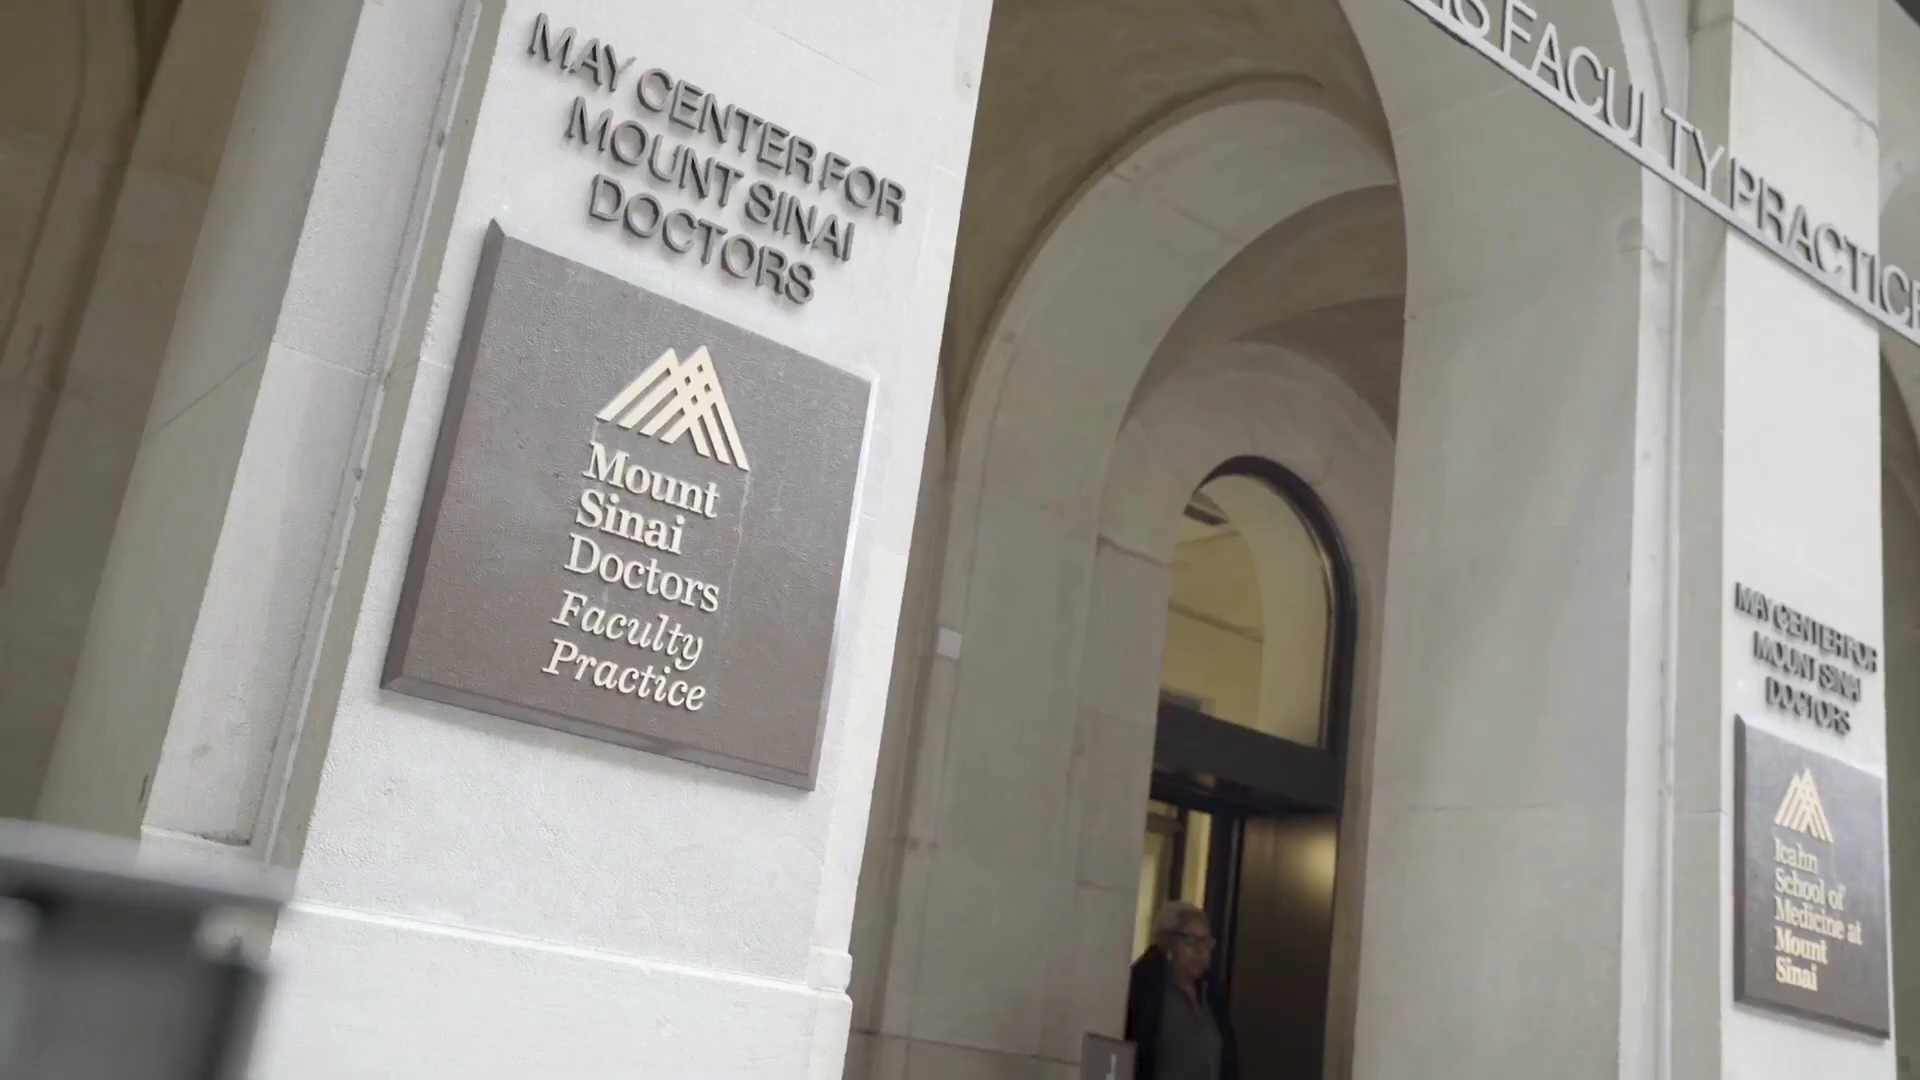 MAY CENTER FOR
MOUNT SINAI
DOCTORS
Mount
Sinai
Doctors
Faculty
Practice
FACULTY PRACTICE
MAY CENTER FOR
MOUNT SINAI
DOCTORS
Icahn
School of
Medicine at
Mount
Sinai